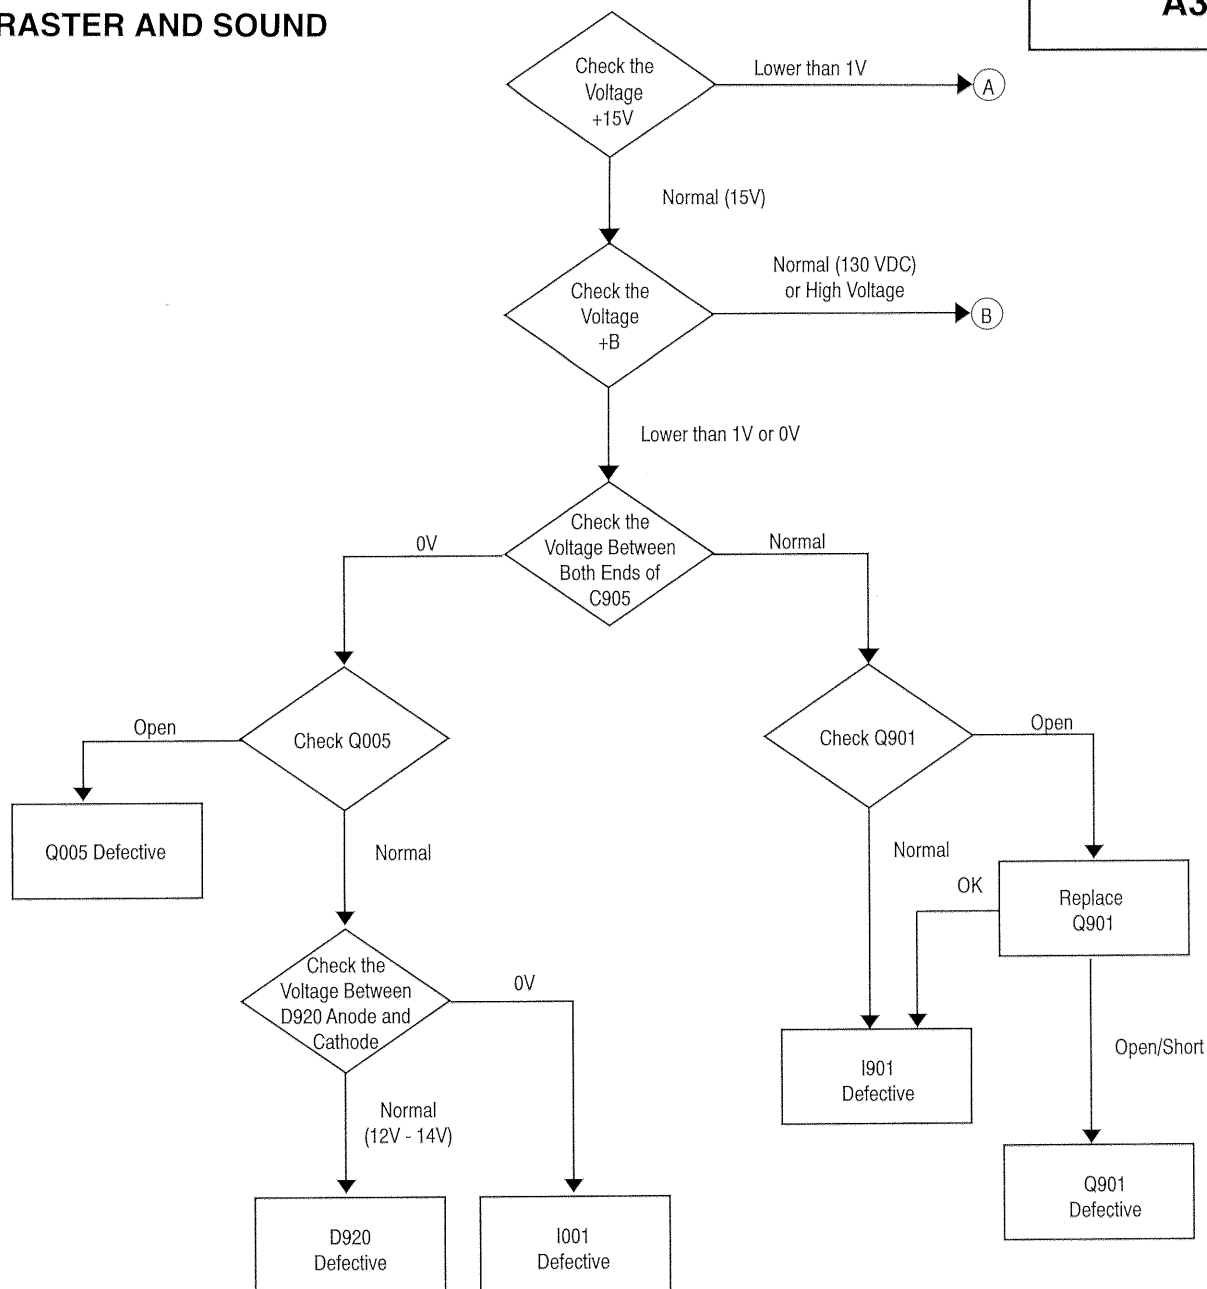 RASTER AND SOUND
A3
Check the
Voltage
+15V
Lower than 1V
A
Normal (15V)
Check the
Voltage
+B
Normal (130 VDC)
or High Voltage
B
Lower than 1V or 0V
Check the
Voltage Between
Both Ends of
C905
0V
Normal
Check Q005
Open
Q005 Defective
Normal
Check Q901
Open
Normal
OK
Replace
Q901
Check the
Voltage Between
D920 Anode and
Cathode
0V
I901
Defective
Open/Short
Normal
(12V - 14V)
Q901
Defective
D920
Defective
I001
Defective